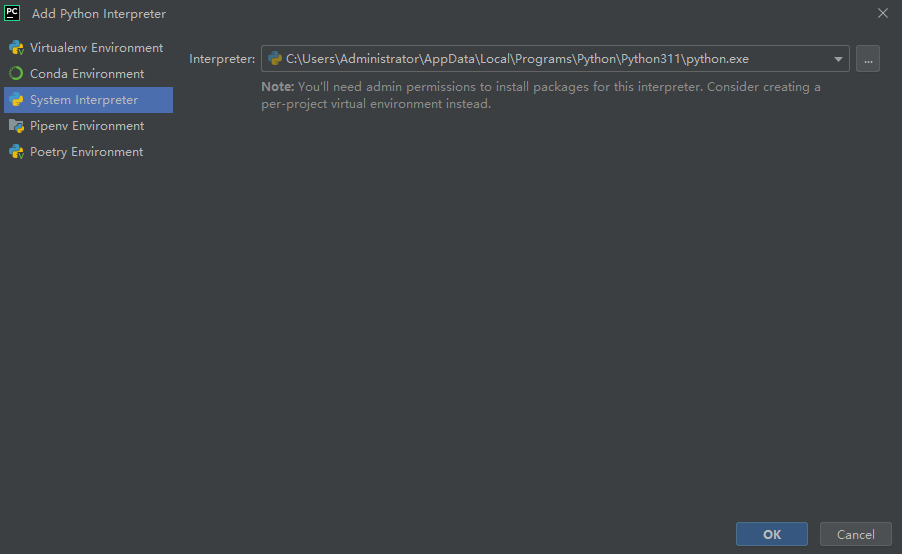 PC Add Python Interpreter
Virtualenv Environment
Conda Environment
System Interpreter
Pipenv Environment
Poetry Environment
Interpreter: C:\Users\Administrator\AppData\Local\Programs\Python\Python311\python.exe ...
Note: You'll need admin permissions to install packages for this interpreter. Consider creating a
per-project virtual environment instead.
OK Cancel